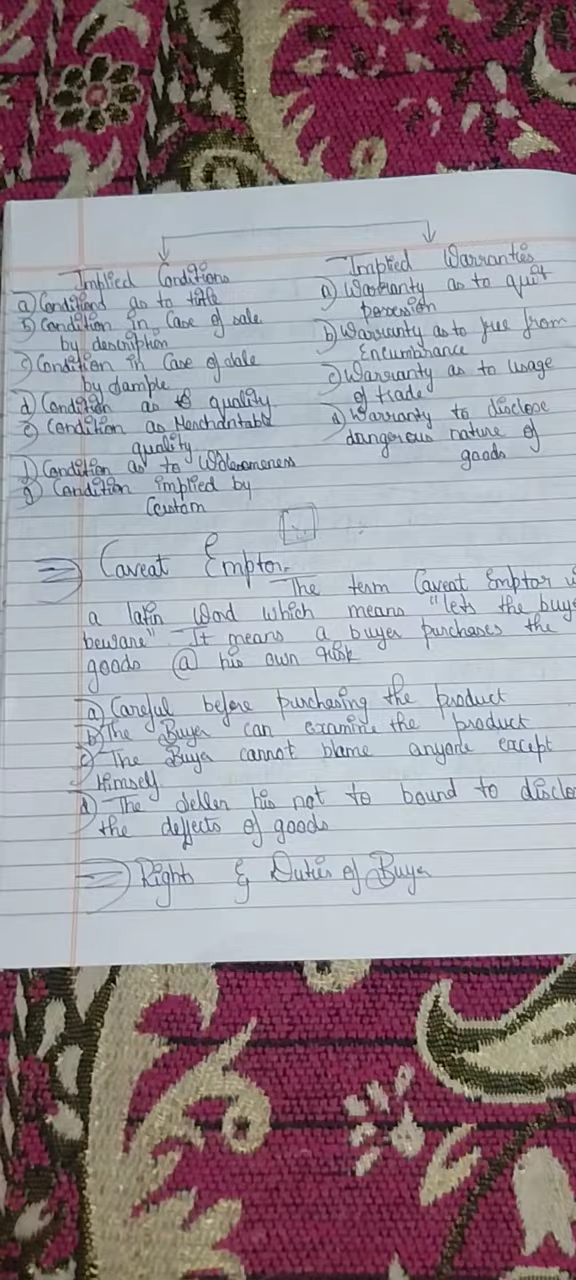 Implied Conditions
a) Condition as to title
b) Condition in Case of sale
by description
c) Condition in Case of sale
by sample
d) Condition as to quality
e) Condition as Merchantable
quality
f) Condition as to Wholesomeness
g) Condition implied by
Custom
Implied Warranties
a) Warranty as to quit
possession
b) Warranty as to free from
Encumbrance
c) Warranty as to usage
of trade
d) Warranty to disclose
dangerous nature of
goods
Caveat Emptor
The term Caveat Emptor
a latin word which means "lets the buye
beware" It means a buyer purchases the
goods @ his own risk
a) Careful before purchasing the product
b) The Buyer can examine the product
c) The Buyer cannot blame anyone except
himself
d) The seller his not to bound to disclo
the deffects of goods
Rights & Duties of Buyer